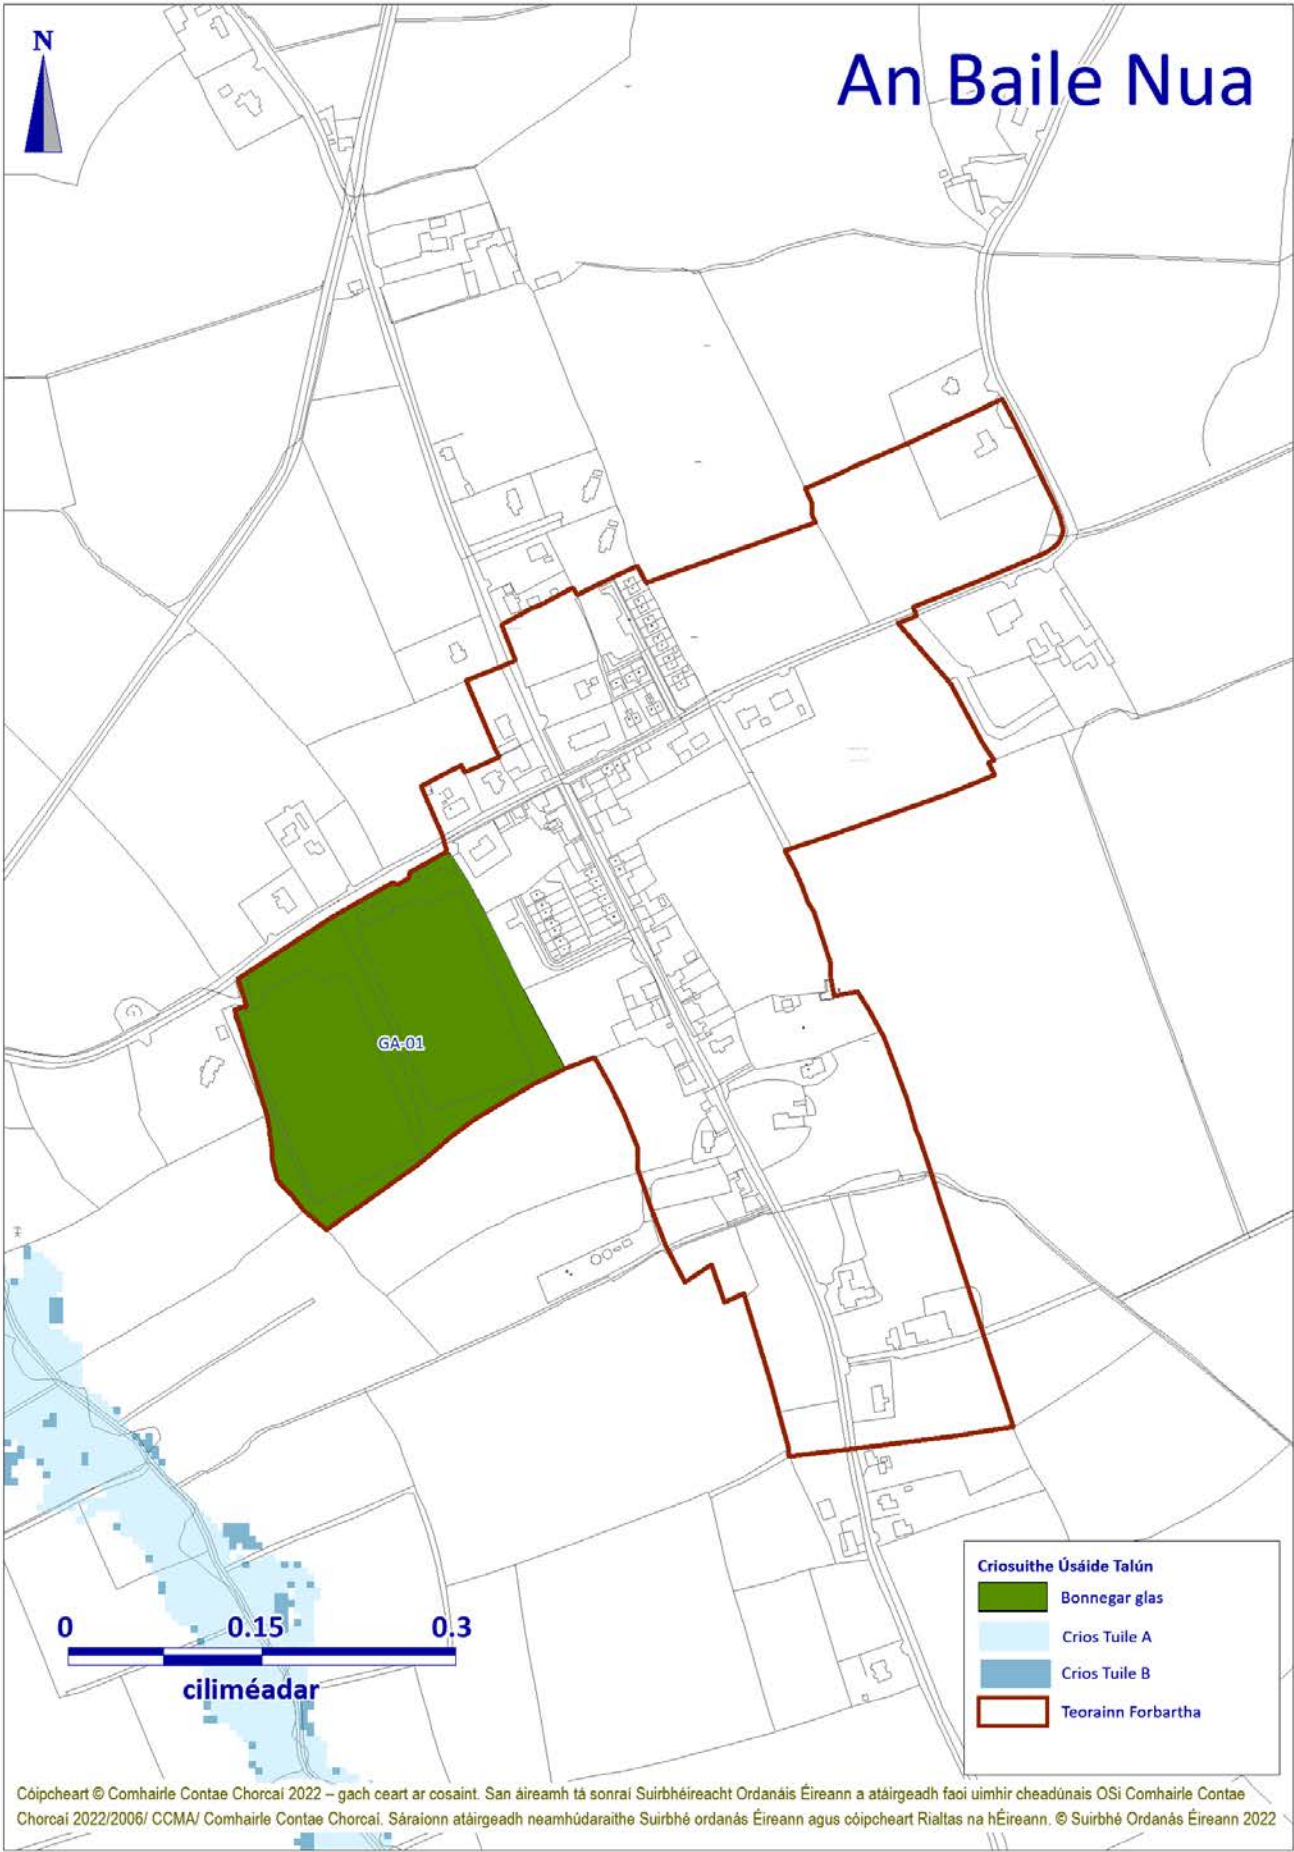 N
An Baile Nua
GA-01
0 0.15 0.3
ciliméadar
Criosuithe Úsáide Talún
Bonnegar glas
Crios Tuile A
Crios Tuile B
Teorainn Forbartha
Cóipcheart © Comhairle Contae Chorcaí 2022 – gach ceart ar cosaint. San áireamh tá sonraí Suirbhéireacht Ordanáis Éireann a atáirgeadh faoi uimhir cheadúnais OSi Comhairle Contae
Chorcaí 2022/2006/ CCMA/ Comhairle Contae Chorcaí. Sáraíonn atáirgeadh neamhúdaraithe Suirbhé ordanás Éireann agus cóipcheart Rialtas na hÉireann. © Suirbhé Ordanás Éireann 2022